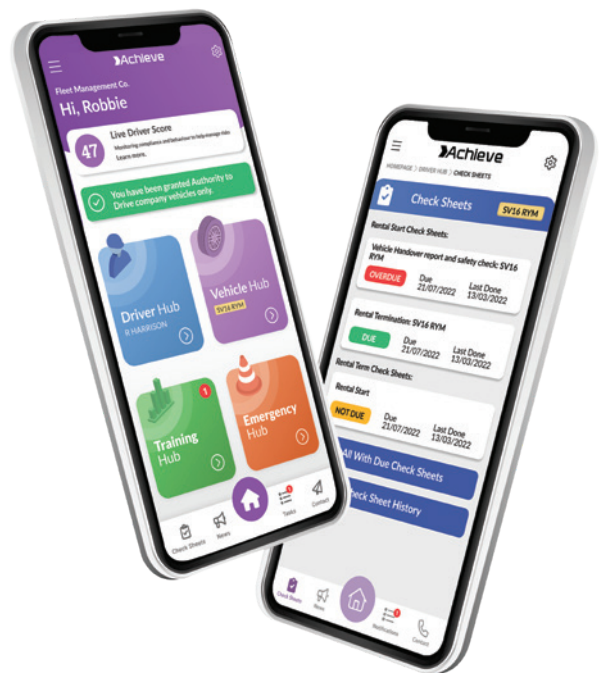 Achieve
Fleet Management Co.
Hi, Robbie
47
Live Driver Score
Monitoring compliance and behaviour to help manage risk.
Learn more.
You have been granted Authority to
Drive company vehicles only.
Driver Hub
R HARRISON
Vehicle Hub
SV16 RYM
Training
Hub
1
Emergency
Hub
Check Sheets
News
1
Tasks
Contact
Achieve
HOMEPAGE > DRIVER HUB > CHECK SHEETS
Check Sheets
SV16 RYM
Rental Start Check Sheets:
Vehicle Handover report and safety check: SV16
RYM
OVERDUE
Due
21/07/2022
Last Done
13/03/2022
Rental Termination: SV16 RYM
DUE
Due
21/07/2022
Last Done
13/03/2022
Rental Term Check Sheets:
Rental Start
NOT DUE
Due
21/07/2022
Last Done
13/03/2022
All With Due Check Sheets
heck Sheet History
Check Sheets
News
Notifications
Contact